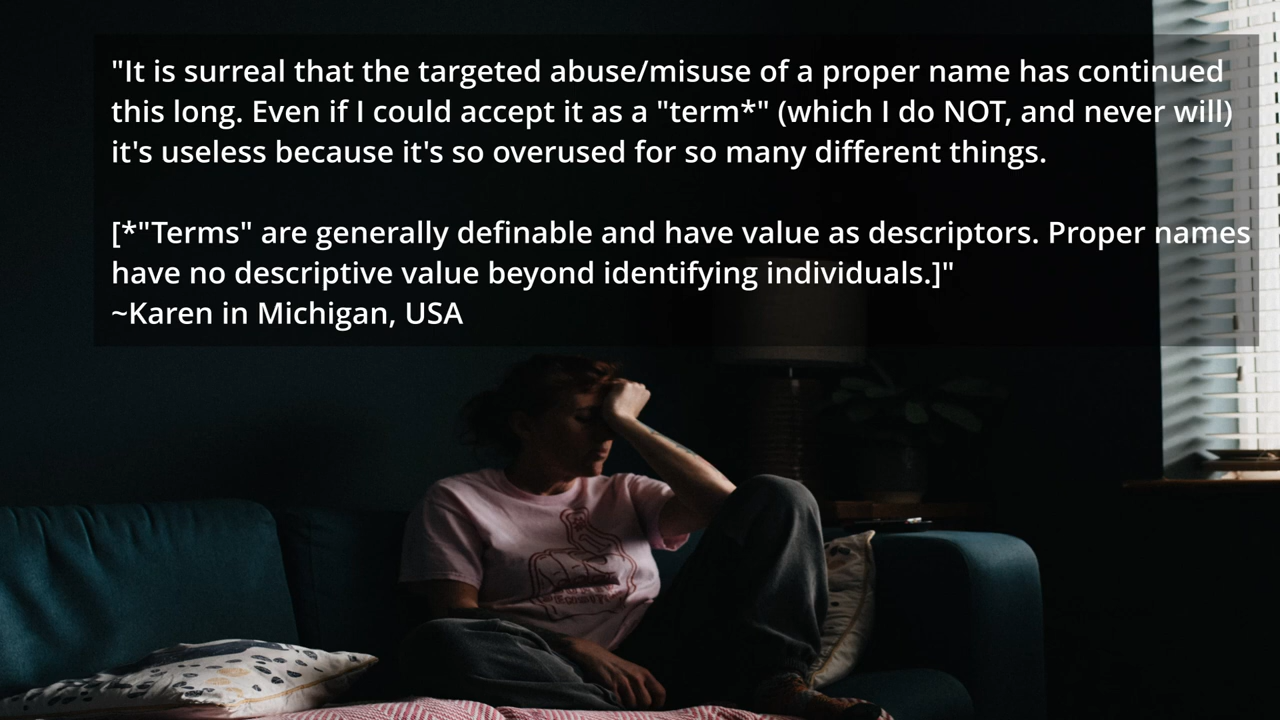 "It is surreal that the targeted abuse/misuse of a proper name has continued
this long. Even if I could accept it as a "term*" (which I do NOT, and never will)
it's useless because it's so overused for so many different things.
[*"Terms" are generally definable and have value as descriptors. Proper names
have no descriptive value beyond identifying individuals.]"
~Karen in Michigan, USA